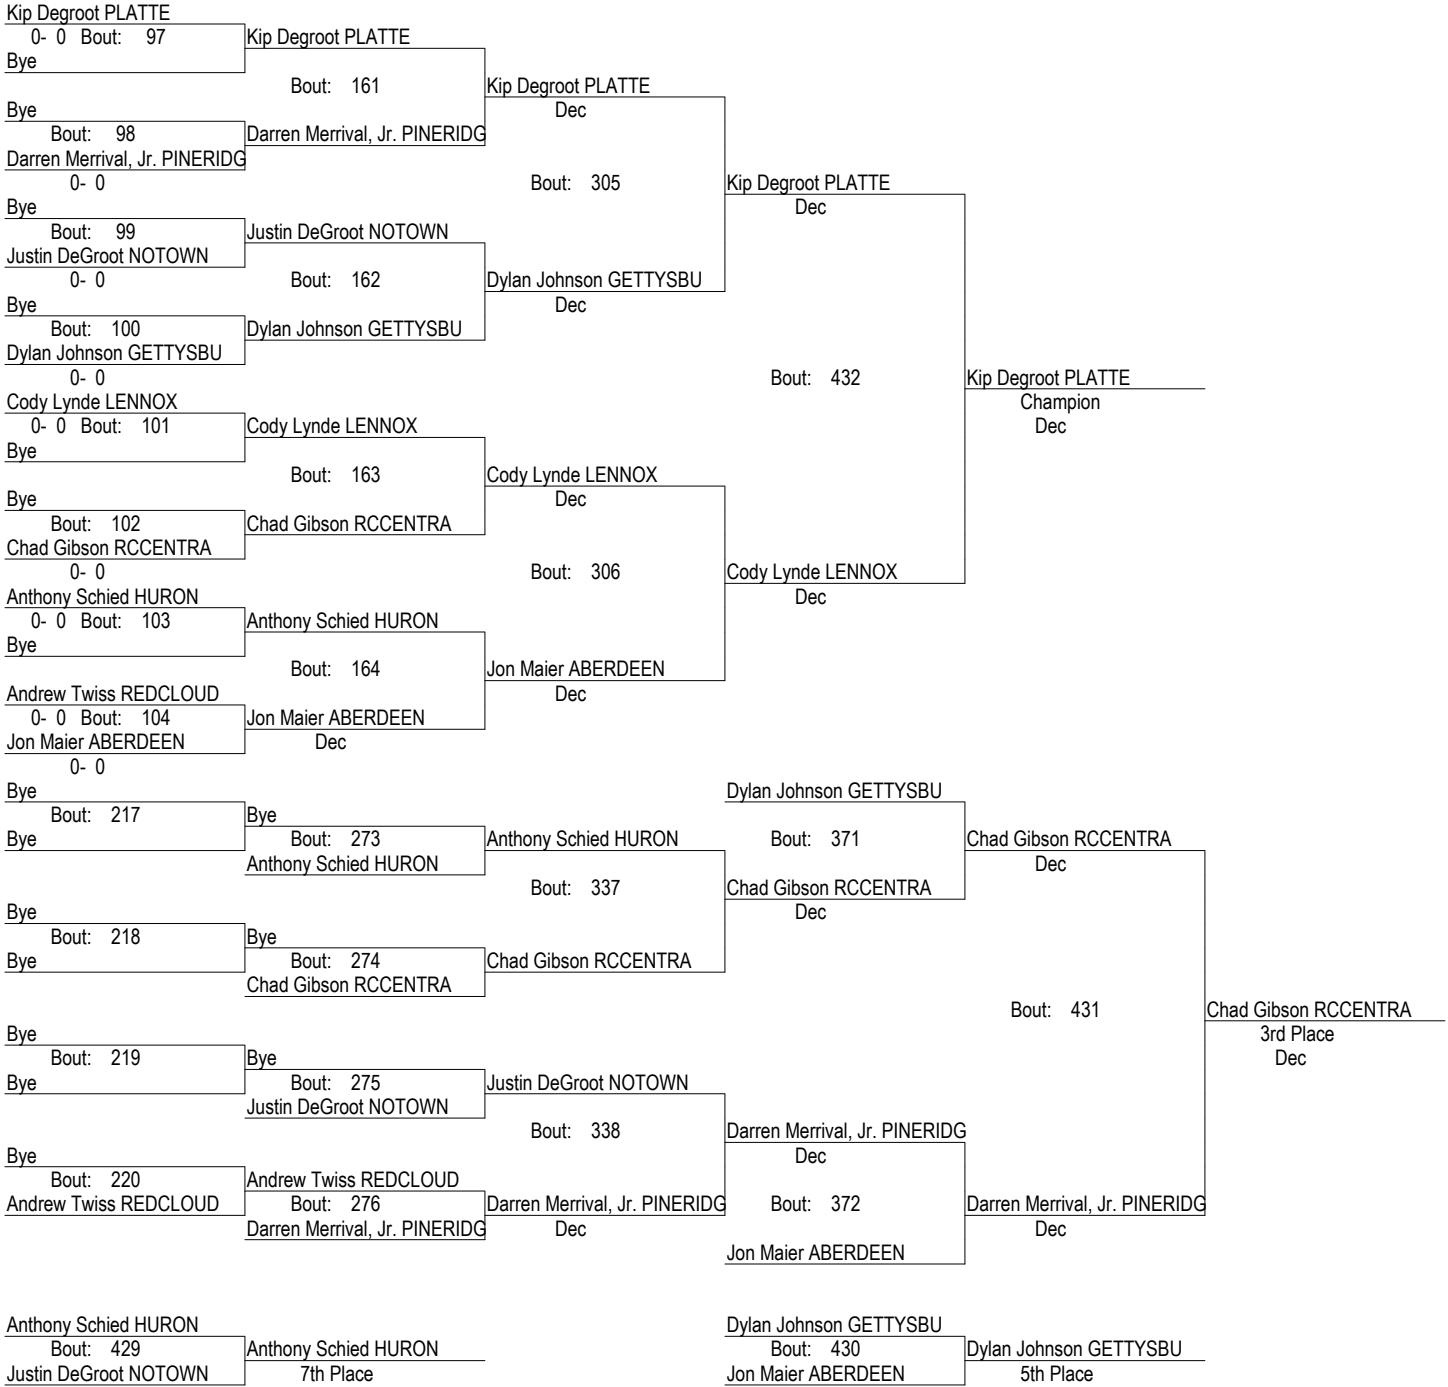 Kip Degroot PLATTE
0- 0 Bout: 97 Kip Degroot PLATTE
Bye
Bout: 161 Kip Degroot PLATTE
Bye Dec
Bout: 98 Darren Merrival, Jr. PINERIDG
Darren Merrival, Jr. PINERIDG
0- 0 Bout: 305 Kip Degroot PLATTE
Bye Dec
Bout: 99 Justin DeGroot NOTOWN
Justin DeGroot NOTOWN
0- 0 Bout: 162 Dylan Johnson GETTYSBU
Bye Dec
Bout: 100 Dylan Johnson GETTYSBU
Dylan Johnson GETTYSBU
0- 0 Bout: 432 Kip Degroot PLATTE
Cody Lynde LENNOX Champion
0- 0 Bout: 101 Cody Lynde LENNOX Dec
Bye
Bout: 163 Cody Lynde LENNOX
Bye Dec
Bout: 102 Chad Gibson RCCENTRA
Chad Gibson RCCENTRA
0- 0 Bout: 306 Cody Lynde LENNOX
Anthony Schied HURON Dec
0- 0 Bout: 103 Anthony Schied HURON
Bye
Bout: 164 Jon Maier ABERDEEN
Andrew Twiss REDCLOUD Dec
0- 0 Bout: 104 Jon Maier ABERDEEN
Jon Maier ABERDEEN Dec
0- 0
Bye Dylan Johnson GETTYSBU
Bout: 217 Bye
Bye Bout: 273 Anthony Schied HURON Bout: 371 Chad Gibson RCCENTRA
Anthony Schied HURON Dec
Bout: 337 Chad Gibson RCCENTRA
Bye Dec
Bout: 218 Bye
Bye Bout: 274 Chad Gibson RCCENTRA
Chad Gibson RCCENTRA
Bout: 431 Chad Gibson RCCENTRA
Bye 3rd Place
Bout: 219 Bye Dec
Bye Bout: 275 Justin DeGroot NOTOWN
Justin DeGroot NOTOWN
Bout: 338 Darren Merrival, Jr. PINERIDG
Bye Dec
Bout: 220 Andrew Twiss REDCLOUD
Andrew Twiss REDCLOUD Bout: 276 Darren Merrival, Jr. PINERIDG Bout: 372 Darren Merrival, Jr. PINERIDG
Darren Merrival, Jr. PINERIDG Dec Dec
Jon Maier ABERDEEN
Anthony Schied HURON Dylan Johnson GETTYSBU
Bout: 429 Anthony Schied HURON Bout: 430 Dylan Johnson GETTYSBU
Justin DeGroot NOTOWN 7th Place Jon Maier ABERDEEN 5th Place